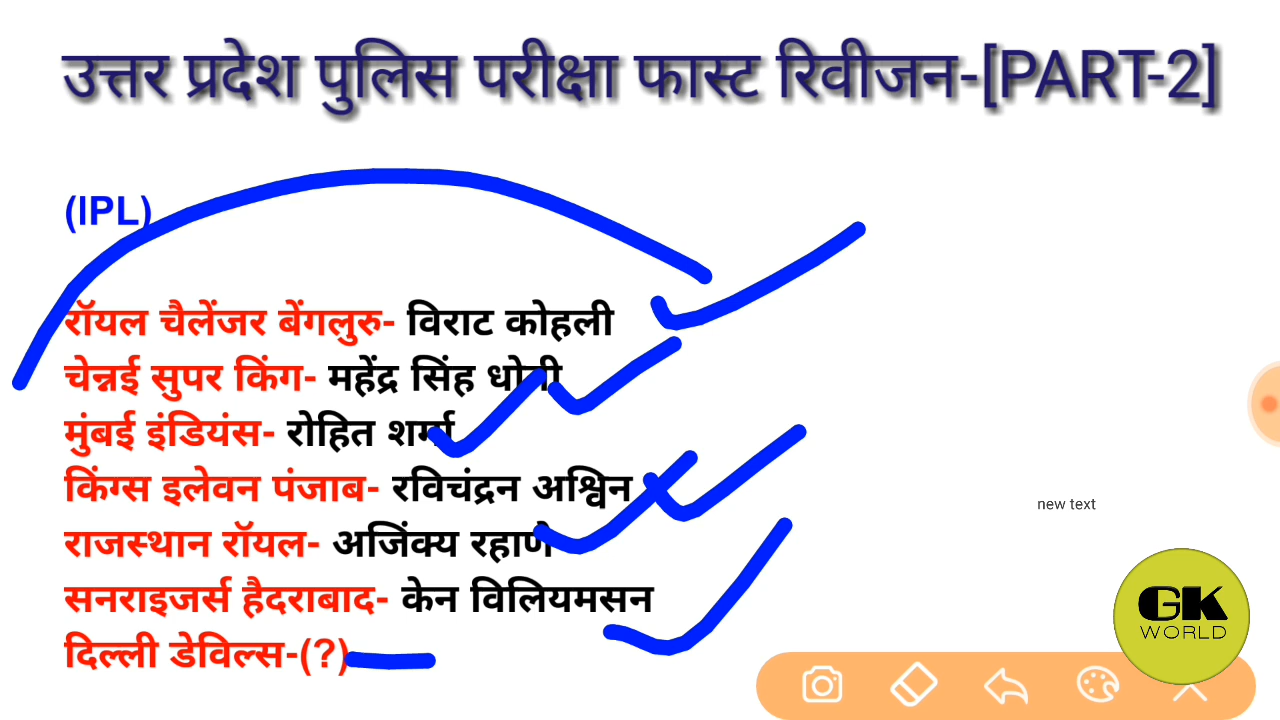 उत्तर प्रदेश पुलिस परीक्षा फास्ट रिवीजन-[PART-2]
(IPL)
रॉयल चैलेंजर बेंगलुरु- विराट कोहली
चेन्नई सुपर किंग- महेंद्र सिंह धोनी
मुंबई इंडियंस- रोहित शर्मा
किंग्स इलेवन पंजाब- रविचंद्रन अश्विन
राजस्थान रॉयल- अजिंक्य रहाणे
सनराइजर्स हैदराबाद- केन विलियमसन
दिल्ली डेविल्स-(?)
new text
GK
WORLD